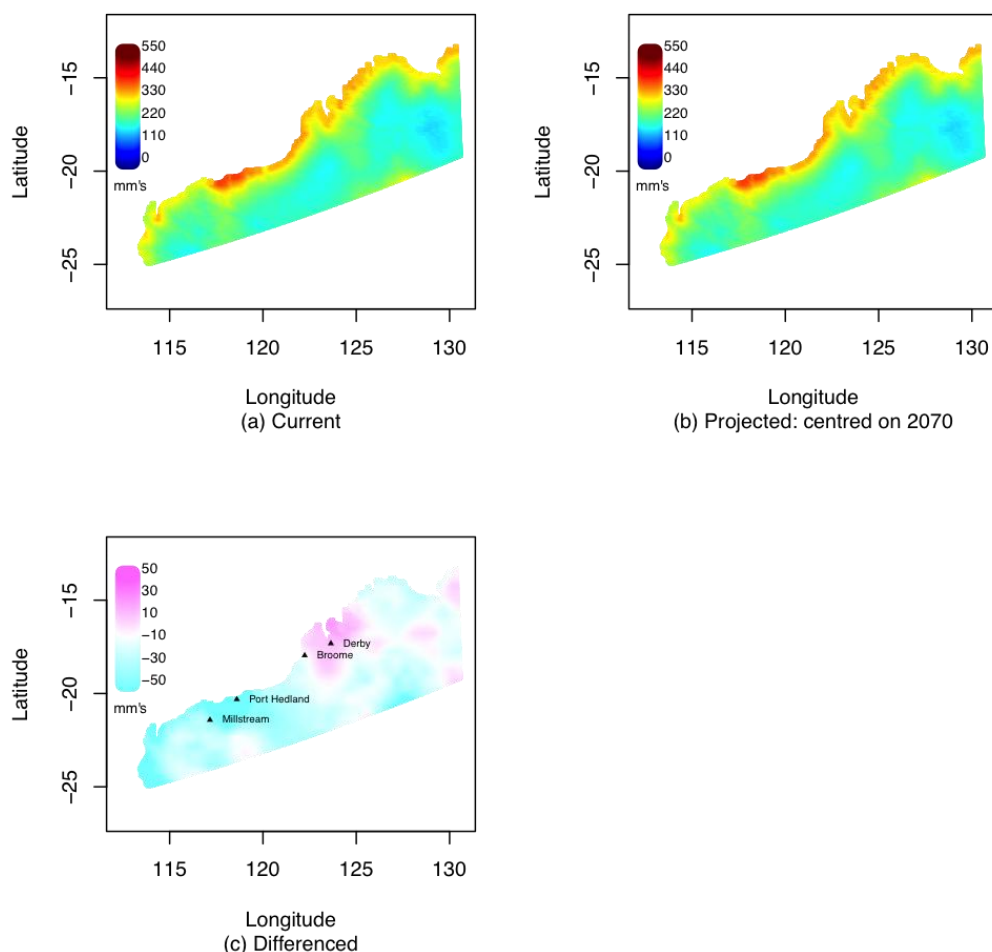 550
440
330
220
110
0
mm's
−15
−20
−25
Latitude
115
120
125
130
Longitude
(a) Current
550
440
330
220
110
0
mm's
−15
−20
−25
Latitude
115
120
125
130
Longitude
(b) Projected: centred on 2070
50
30
10
−10
−30
−50
mm's
−15
−20
−25
Latitude
Derby
Broome
Port Hedland
Millstream
115
120
125
130
Longitude
(c) Differenced